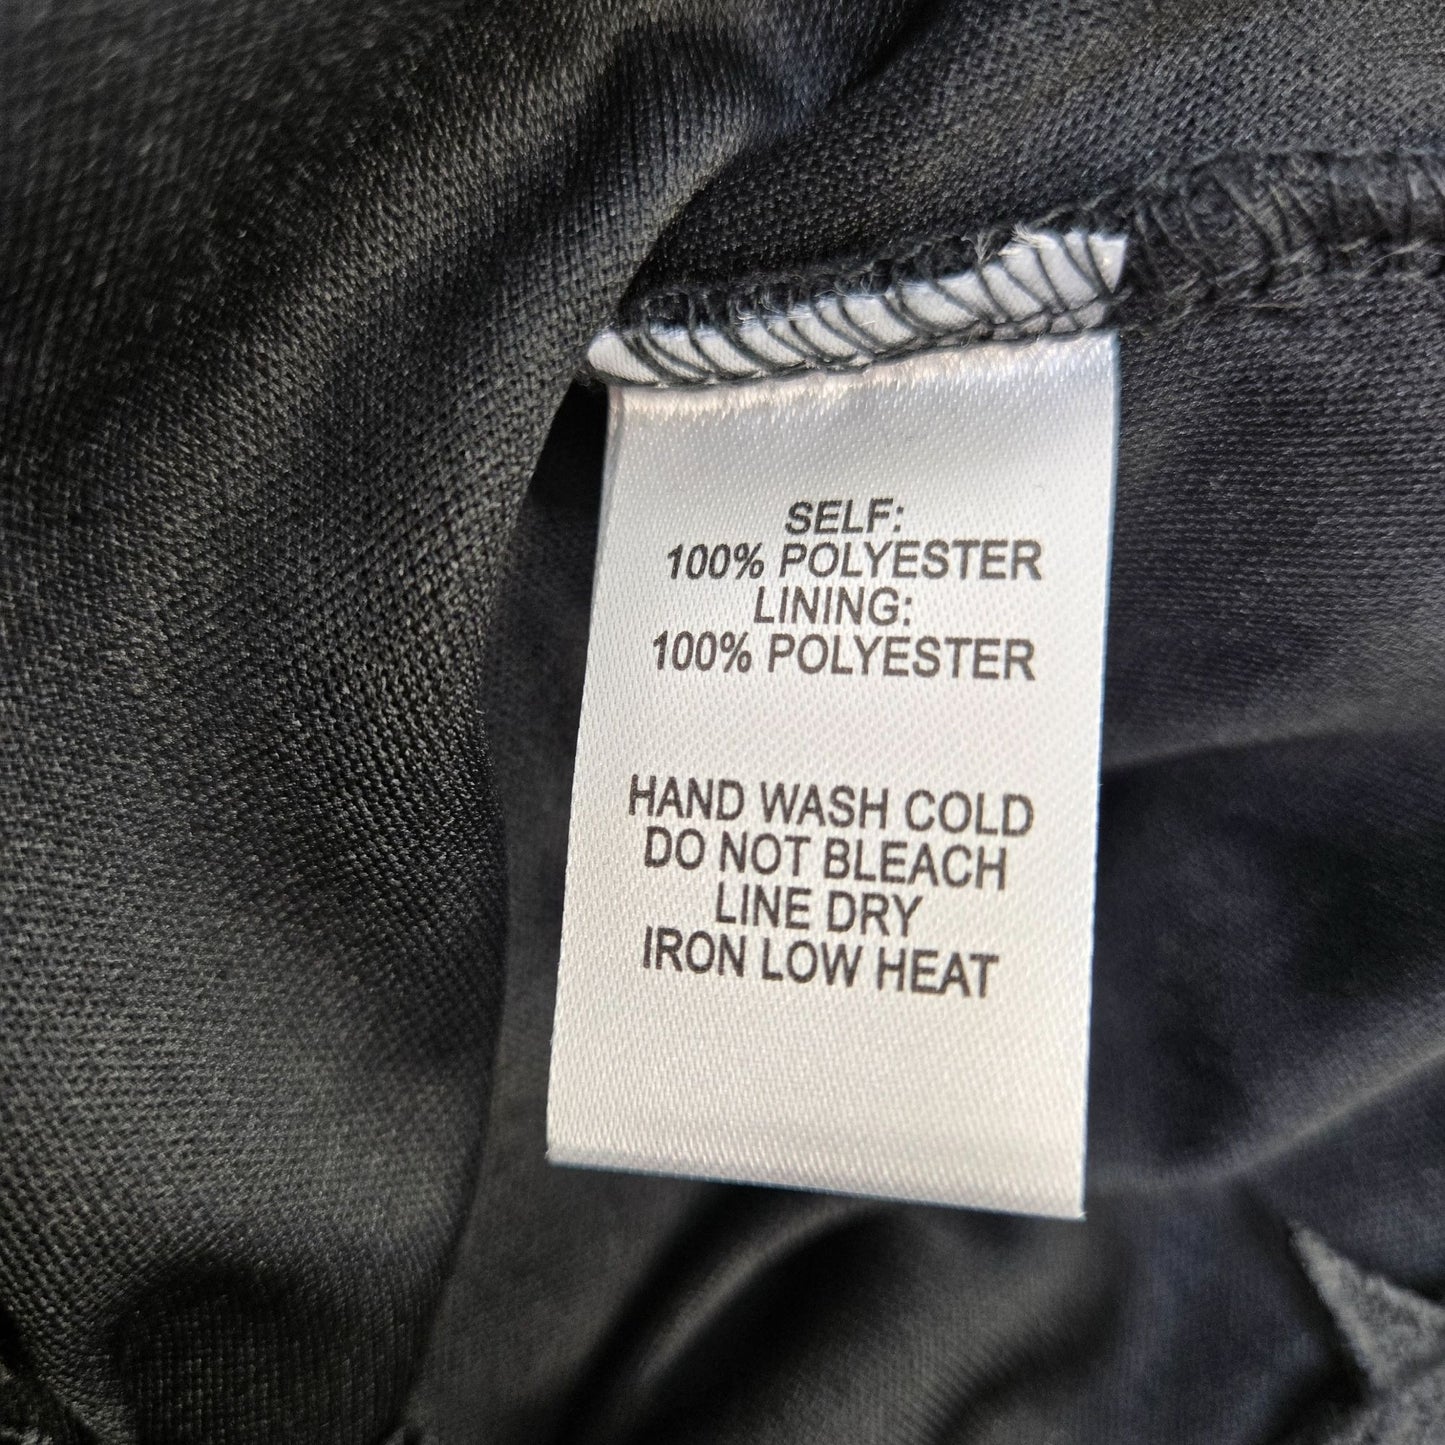 SELF:
100% POLYESTER
LINING:
100% POLYESTER
HAND WASH COLD
DO NOT BLEACH
LINE DRY
IRON LOW HEAT